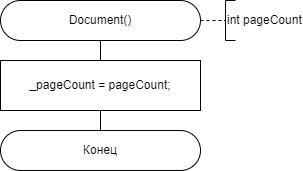 Document()
int pageCount
_pageCount = pageCount;
Конец